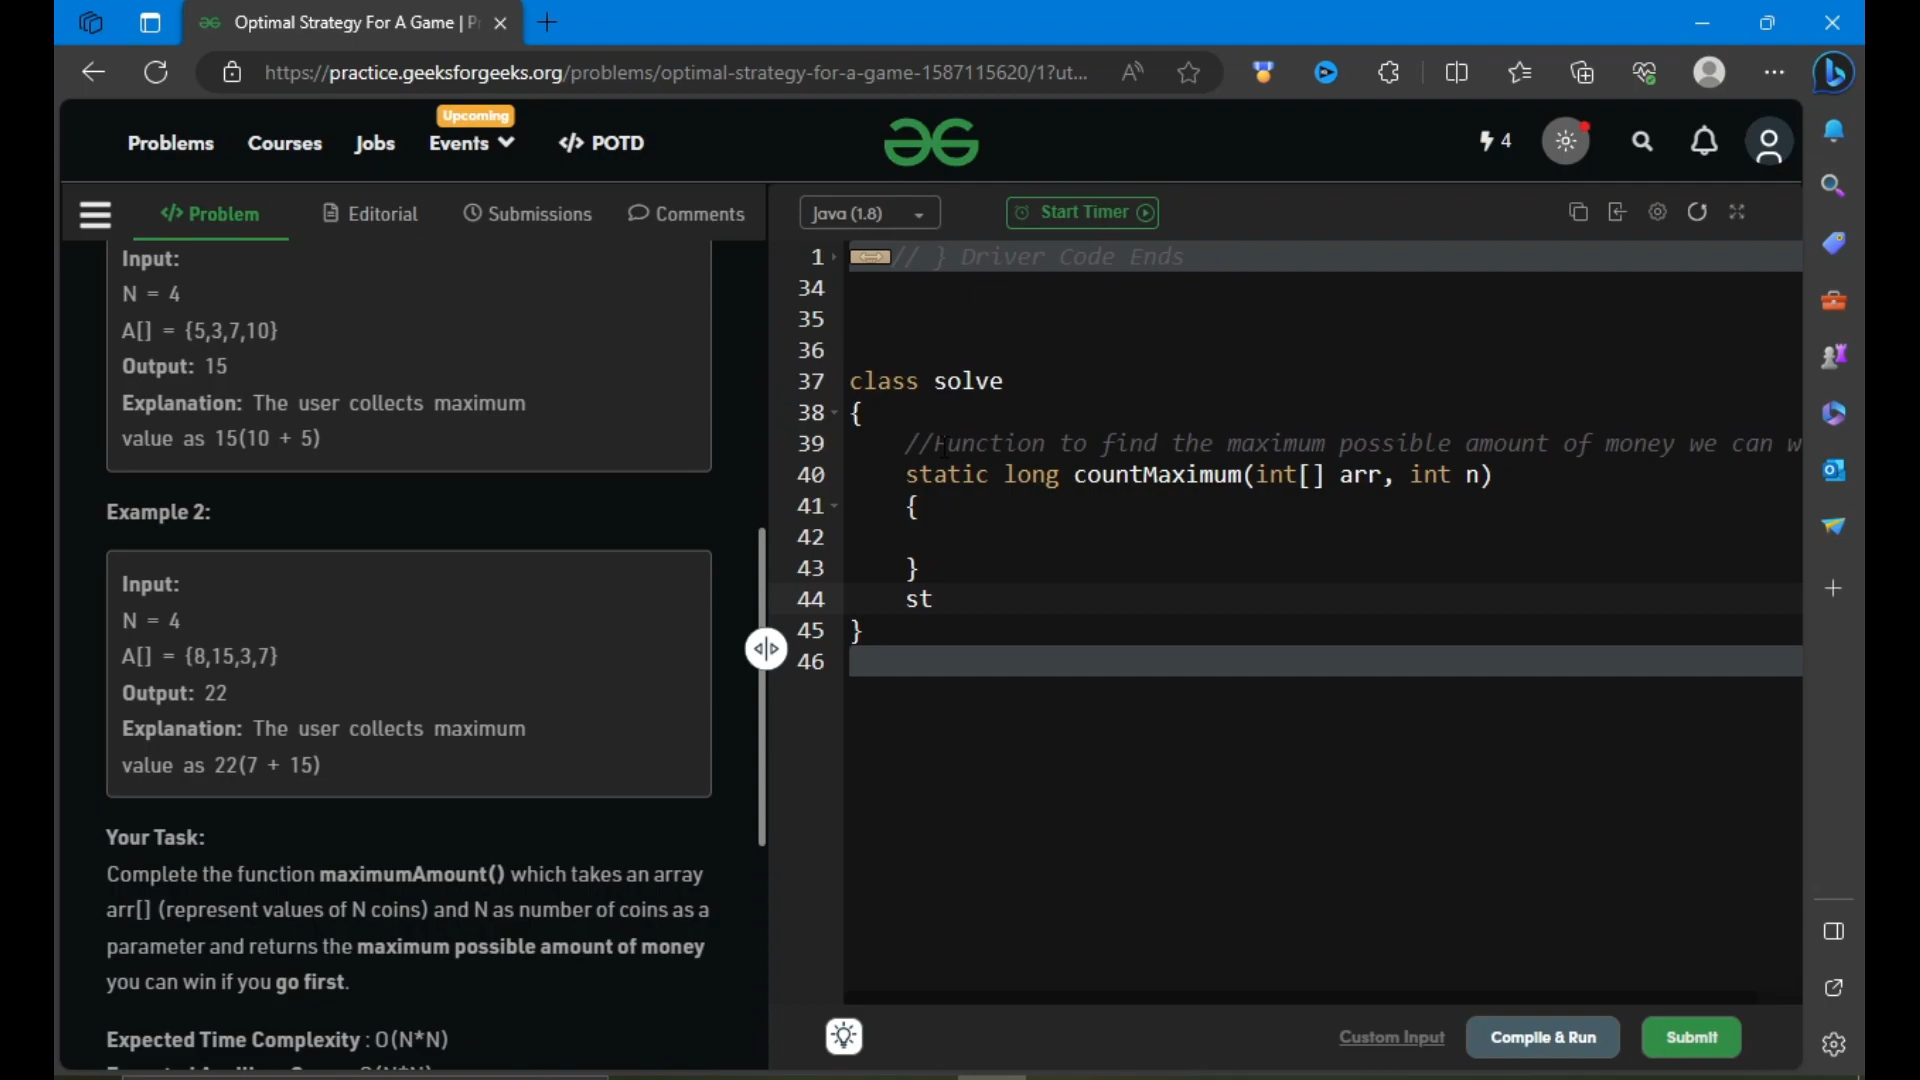 Optimal Strategy For A Game | P
https://practice.geeksforgeeks.org/problems/optimal-strategy-for-a-game-1587115620/1?ut...
Upcoming
Problems Courses Jobs Events </> POTD
4
</> Problem Editorial Submissions Comments
Java (1.8) Start Timer
Input:
N = 4
A[] = {5,3,7,10}
Output: 15
Explanation: The user collects maximum
value as 15(10 + 5)
Example 2:
Input:
N = 4
A[] = {8,15,3,7}
Output: 22
Explanation: The user collects maximum
value as 22(7 + 15)
Your Task:
Complete the function maximumAmount() which takes an array
arr[] (represent values of N coins) and N as number of coins as a
parameter and returns the maximum possible amount of money
you can win if you go first.
Expected Time Complexity : O(N*N)
1 // } Driver Code Ends
34
35
36
37 class solve
38 {
39 //Function to find the maximum possible amount of money we can w
40 static long countMaximum(int[] arr, int n)
41 {
42
43 }
44 st
45 }
46
Custom Input Compile & Run Submit